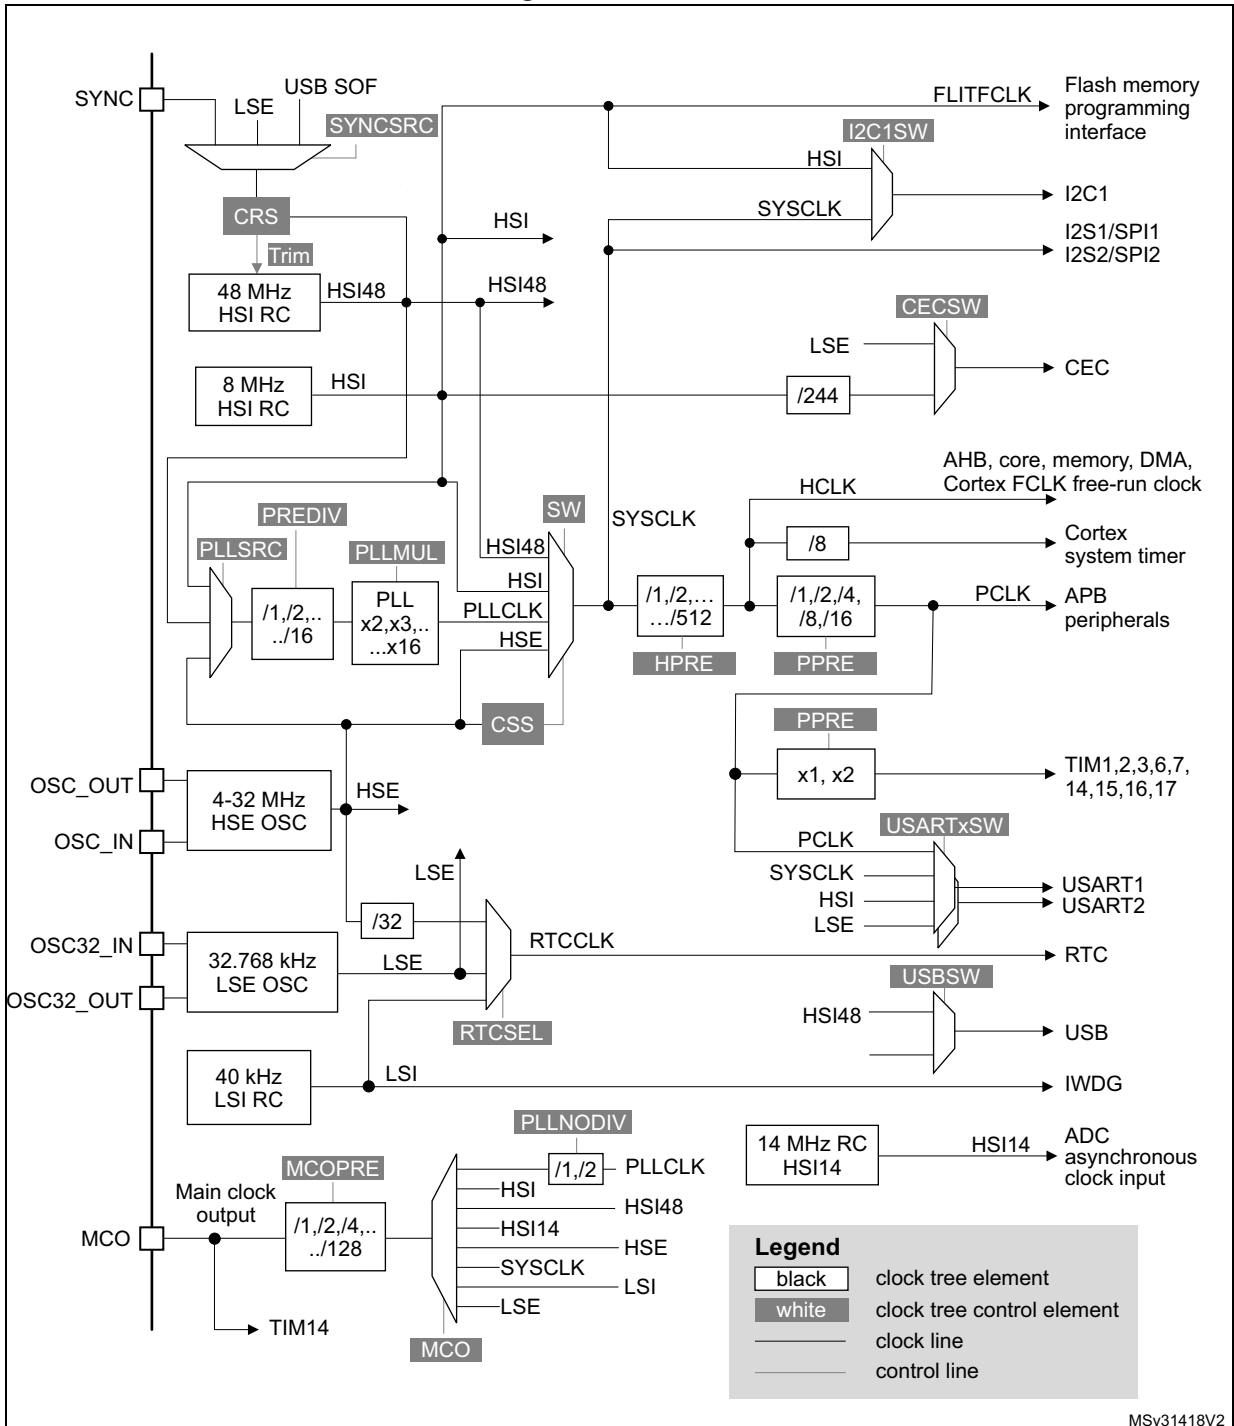 SYNC
LSE
USB SOF
SYNCSRC
CRS
Trim
48 MHz
HSI RC
HSI48
HSI
HSI48
8 MHz
HSI RC
HSI
FLITFCLK
Flash memory
programming
interface
I2C1SW
HSI
SYSCLK
I2C1
I2S1/SPI1
I2S2/SPI2
CECSW
LSE
/244
CEC
AHB, core, memory, DMA,
Cortex FCLK free-run clock
HCLK
/8
Cortex
system timer
PLLSRC
PREDIV
/1,/2,..
../16
PLLMUL
PLL
x2,x3,..
...x16
SW
HSI48
HSI
PLLCLK
HSE
SYSCLK
/1,/2,…
…/512
HPRE
/1,/2,/4,
/8,/16
PPRE
PCLK
APB
peripherals
CSS
PPRE
x1, x2
TIM1,2,3,6,7,
14,15,16,17
OSC_OUT
OSC_IN
4-32 MHz
HSE OSC
HSE
USARTxSW
PCLK
SYSCLK
HSI
LSE
USART1
USART2
LSE
/32
OSC32_IN
OSC32_OUT
32.768 kHz
LSE OSC
LSE
RTCCLK
RTC
RTCSEL
USBSW
HSI48
USB
40 kHz
LSI RC
LSI
IWDG
PLLNODIV
/1,/2
PLLCLK
14 MHz RC
HSI14
HSI14
ADC
asynchronous
clock input
MCO
Main clock
output
MCOPRE
/1,/2,/4,..
../128
HSI
HSI48
HSI14
HSE
SYSCLK
LSI
LSE
MCO
TIM14
Legend
black
clock tree element
white
clock tree control element
clock line
control line
MSv31418V2